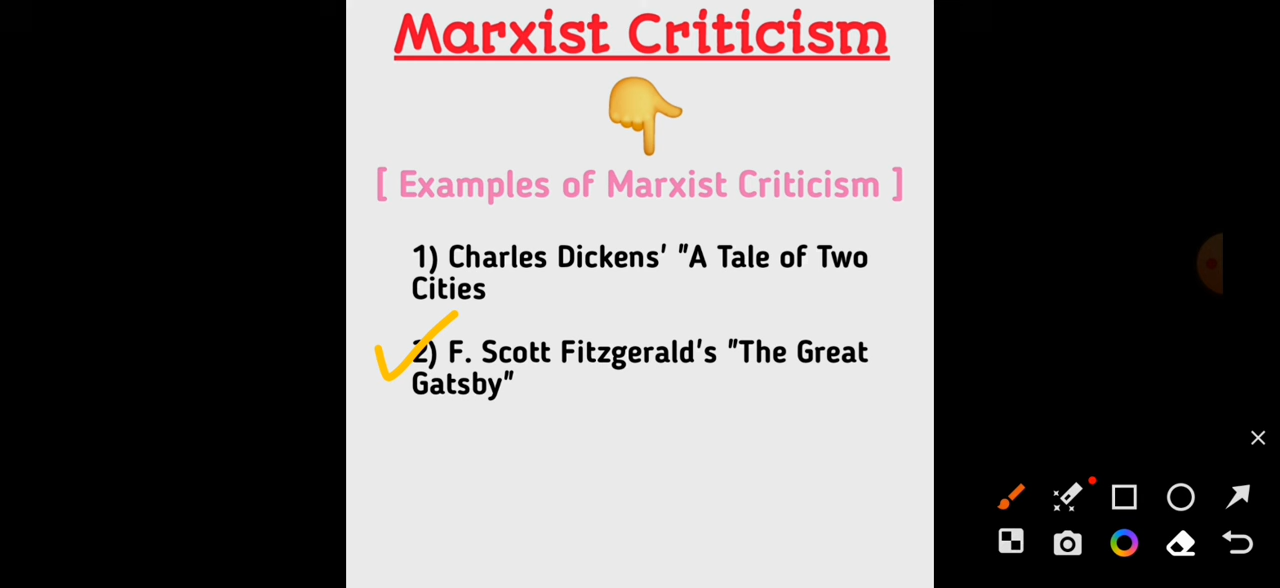 Marxist Criticism
[ Examples of Marxist Criticism ]
1) Charles Dickens' "A Tale of Two
Cities
2) F. Scott Fitzgerald's "The Great
Gatsby"